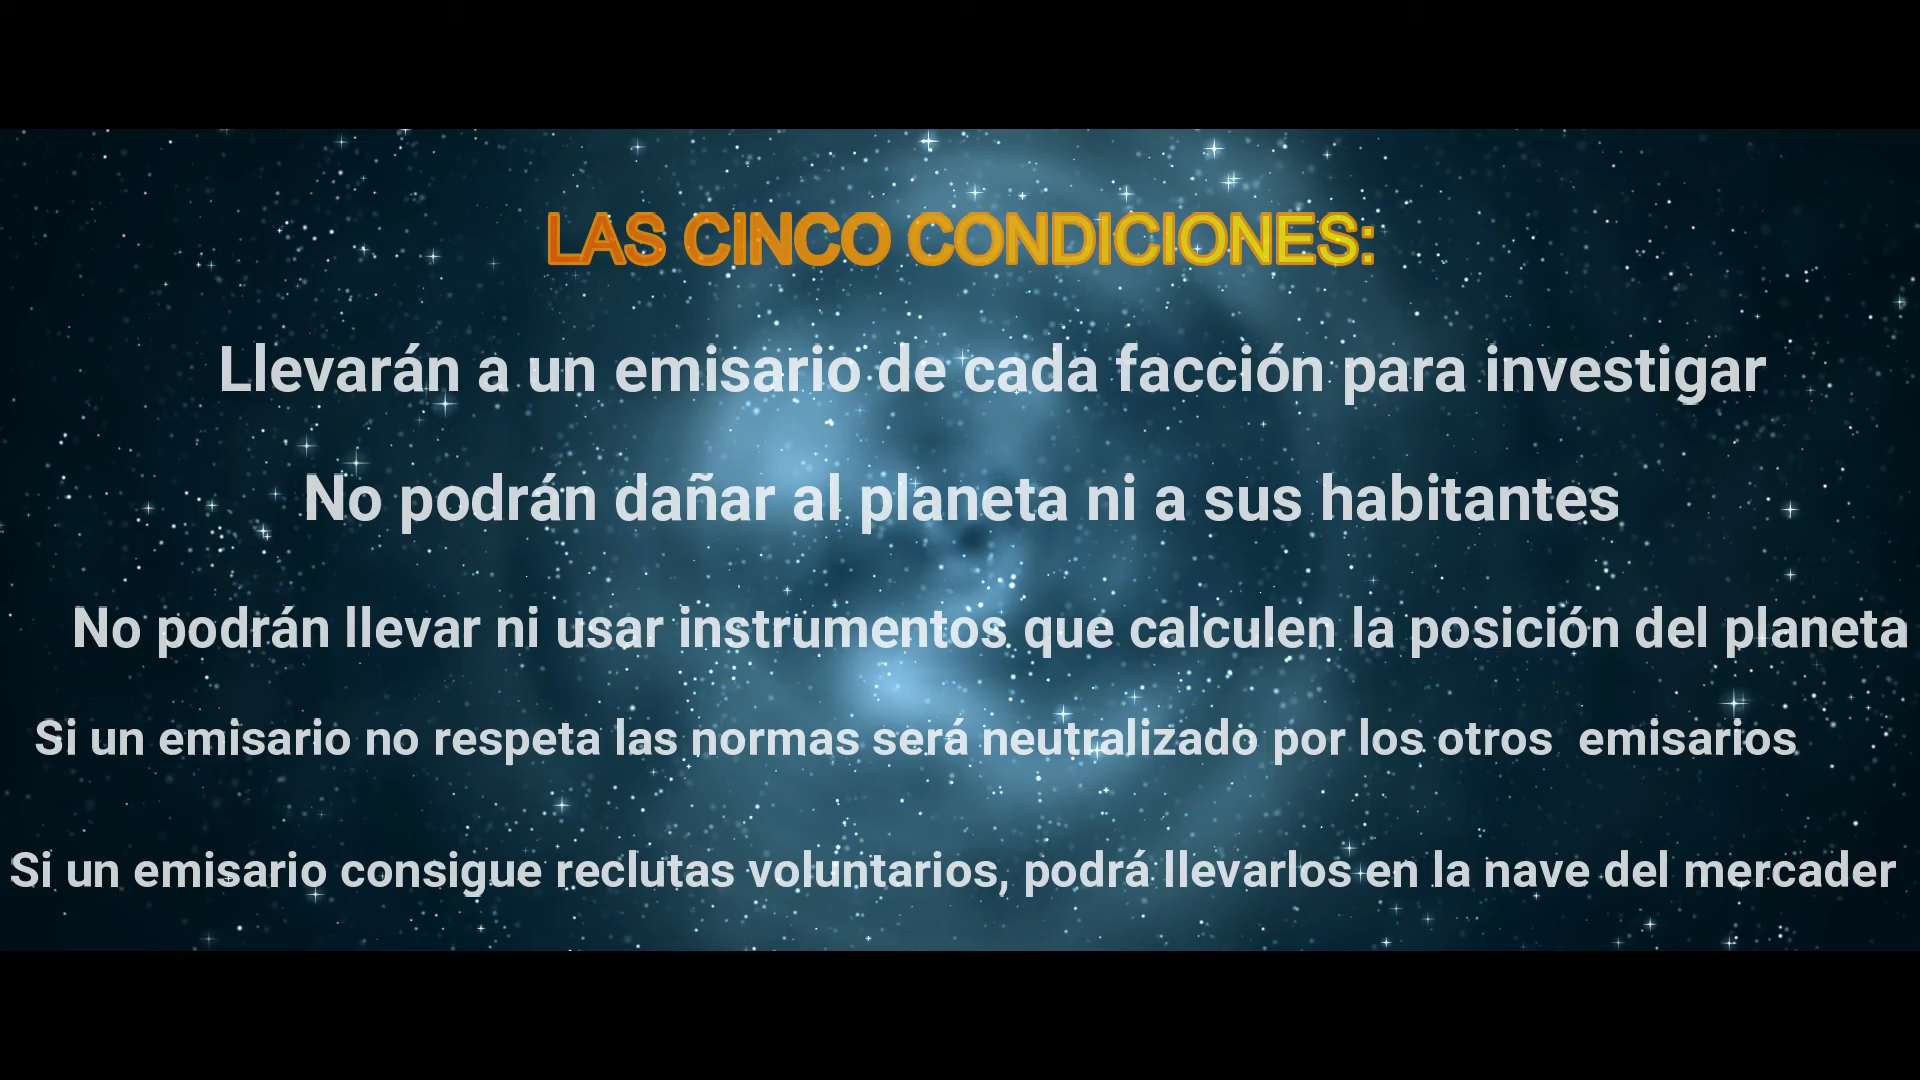 LAS CINCO CONDICIONES:
Llevarán a un emisario de cada facción para investigar
No podrán dañar al planeta ni a sus habitantes
No podrán llevar ni usar instrumentos que calculen la posición del planeta
Si un emisario no respeta las normas será neutralizado por los otros  emisarios
Si un emisario consigue reclutas voluntarios, podrá llevarlos en la nave del mercader